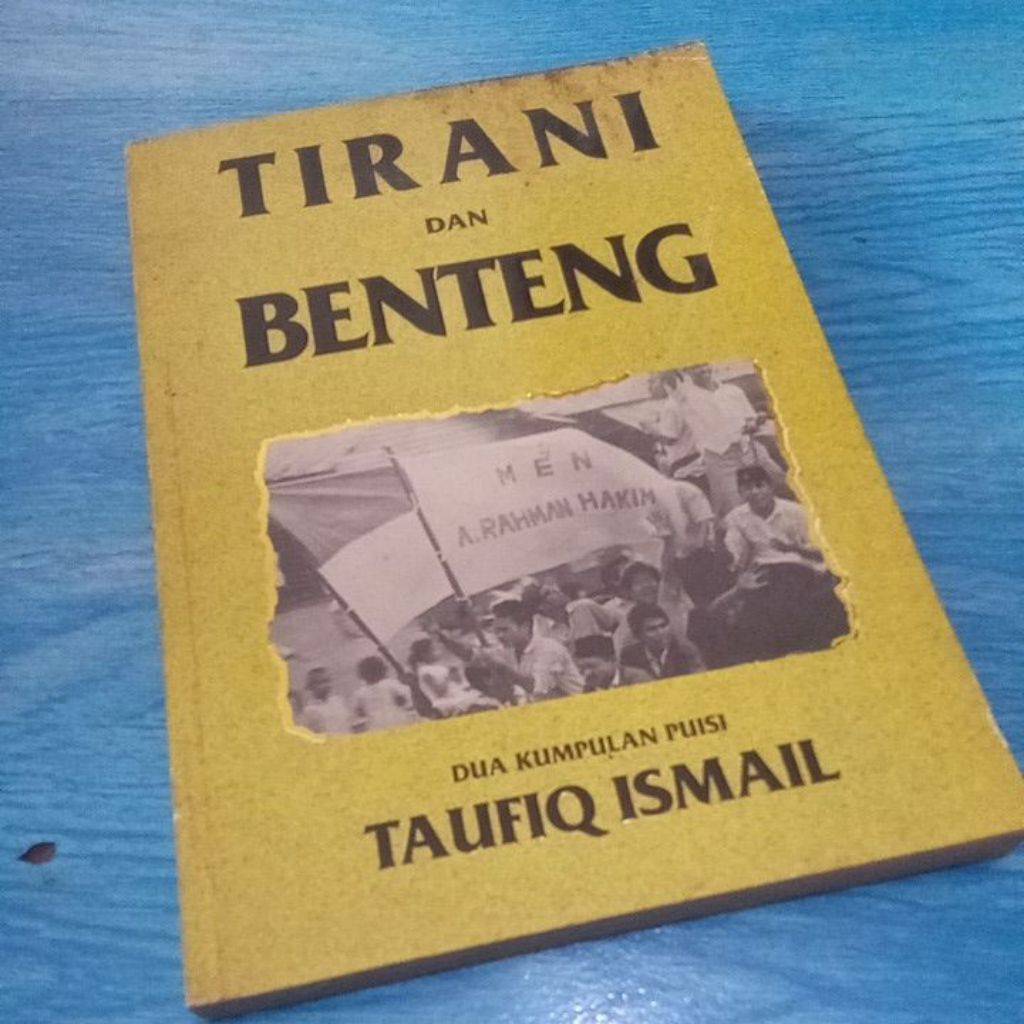 TIRANI
DAN
BENTENG
MEN
A.RAHMAN HAKIM
DUA KUMPULAN PUISI
TAUFIQ ISMAIL